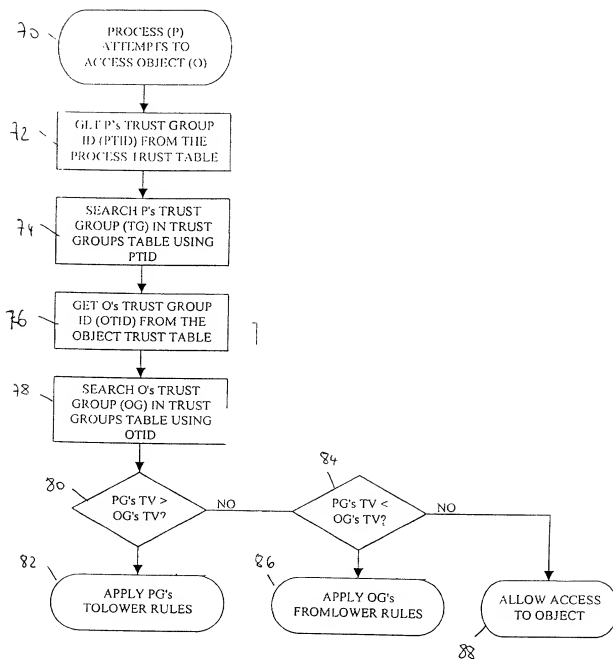 70
PROCESS (P)
ATTEMPTS TO
ACCESS OBJECT (O)
72
GET P's TRUST GROUP
ID (PTID) FROM THE
PROCESS TRUST TABLE
74
SEARCH P's TRUST
GROUP (TG) IN TRUST
GROUPS TABLE USING
PTID
76
GET O's TRUST GROUP
ID (OTID) FROM THE
OBJECT TRUST TABLE
78
SEARCH O's TRUST
GROUP (OG) IN TRUST
GROUPS TABLE USING
OTID
80
PG's TV >
OG's TV?
NO
84
PG's TV <
OG's TV?
NO
82
APPLY PG's
TOLOWER RULES
86
APPLY OG's
FROMLOWER RULES
88
ALLOW ACCESS
TO OBJECT